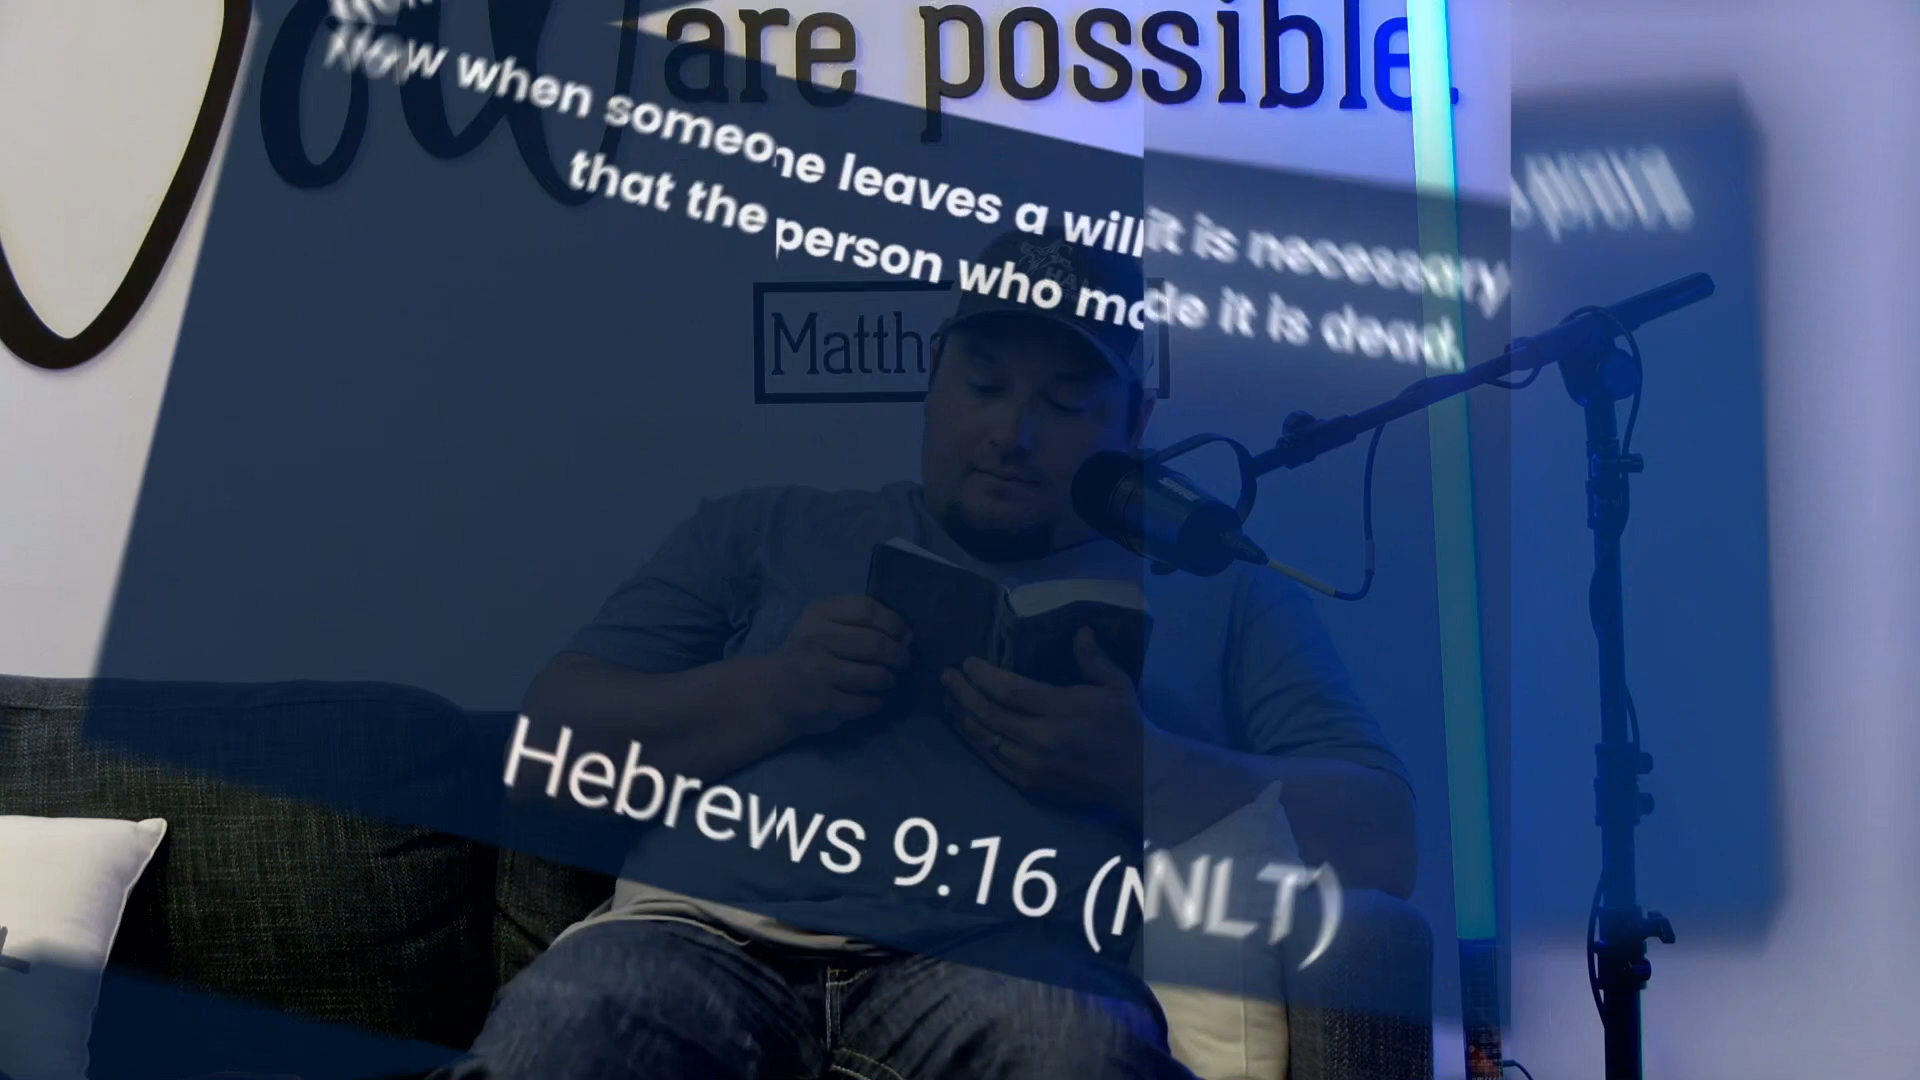 are possible.
Now when someone leaves a will it is necessary
that the person who made it is dead.
Matth
Hebrews 9:16 (NLT)